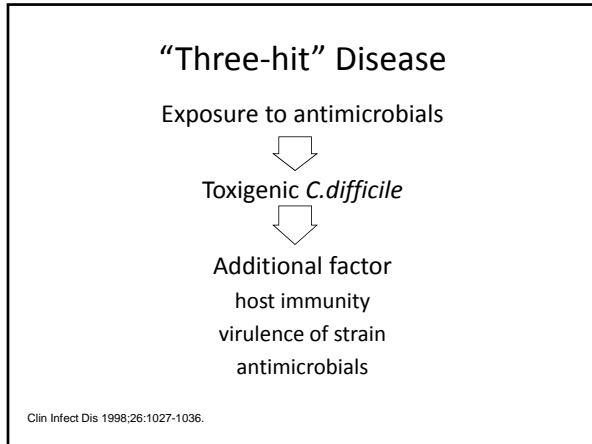 “Three-hit” Disease
Exposure to antimicrobials
Toxigenic C.difficile
Additional factor
host immunity
virulence of strain
antimicrobials
Clin Infect Dis 1998;26:1027-1036.